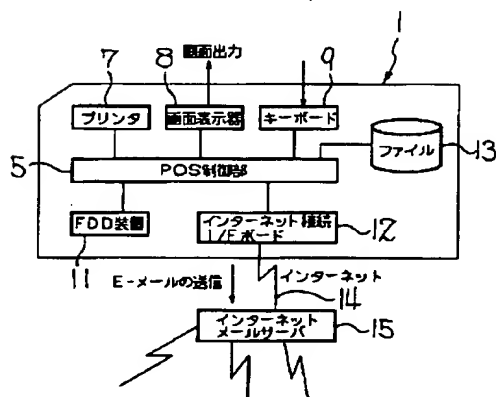 1
画面出力
7
8
9
プリンタ
画面表示器
キーボード
ファイル
13
5
POS制御部
FDD装置
インターネット接続
I/Fボード
12
11
E-メールの送信
インターネット
14
インターネット
メールサーバ
15